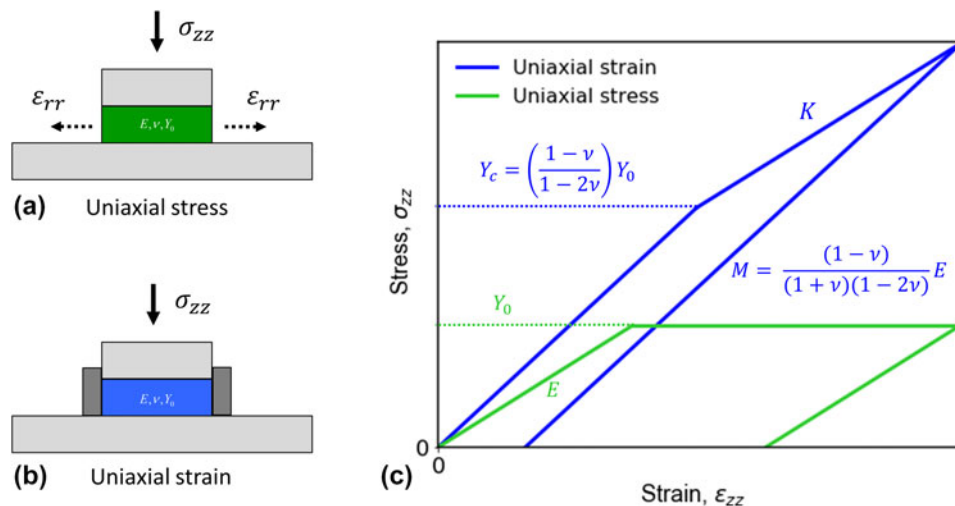 σzz
εrr
εrr
E, ν, Y0
(a) Uniaxial stress
σzz
E, ν, Y0
(b) Uniaxial strain
Uniaxial strain
Uniaxial stress
K
Yc = ((1 − ν)/(1 − 2ν)) Y0
M = (1 − ν)/((1 + ν)(1 − 2ν)) E
Y0
E
Stress, σzz
0
0
(c)
Strain, εzz